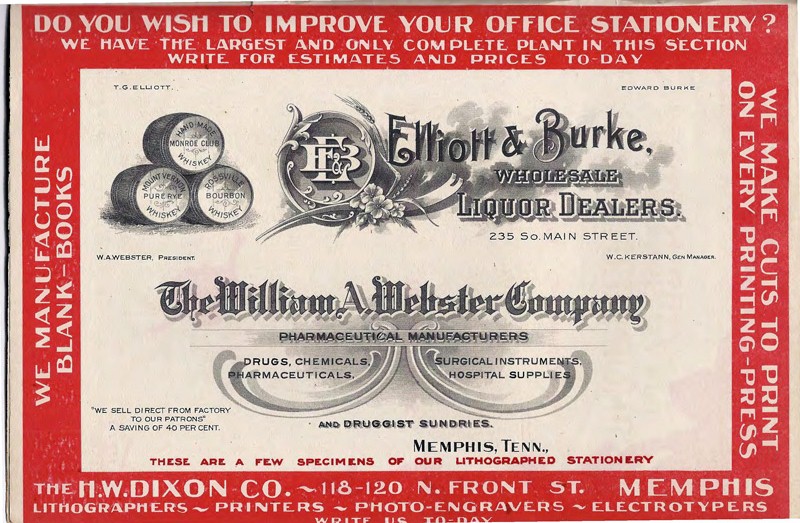 DO YOU WISH TO IMPROVE YOUR OFFICE STATIONERY?
WE HAVE THE LARGEST AND ONLY COMPLETE PLANT IN THIS SECTION
WRITE FOR ESTIMATES AND PRICES TO-DAY
WE MANUFACTURE
BLANK-BOOKS
WE MAKE CUTS TO PRINT
ON EVERY PRINTING-PRESS
T.G. ELLIOTT.
EDWARD BURKE
HAND MADE
MONROE CLUB
WHISKEY
MOUNT VERNON
PURE RYE
WHISKEY
ROSSVILLE
BOURBON
WHISKEY
E & B
Elliott & Burke,
WHOLESALE
LIQUOR DEALERS.
235 SO. MAIN STREET.
W.A. WEBSTER, PRESIDENT.
W.C. KERSTANN, GEN MANAGER.
The William A. Webster Company
PHARMACEUTICAL MANUFACTURERS
DRUGS, CHEMICALS,
PHARMACEUTICALS,
SURGICAL INSTRUMENTS,
HOSPITAL SUPPLIES
AND DRUGGIST SUNDRIES.
"WE SELL DIRECT FROM FACTORY
TO OUR PATRONS"
A SAVING OF 40 PER CENT.
MEMPHIS, TENN.,
THESE ARE A FEW SPECIMENS OF OUR LITHOGRAPHED STATIONERY
THE H.W. DIXON CO. ~ 118-120 N. FRONT ST. MEMPHIS
LITHOGRAPHERS ~ PRINTERS ~ PHOTO-ENGRAVERS ~ ELECTROTYPERS
WRITE US TO-DAY